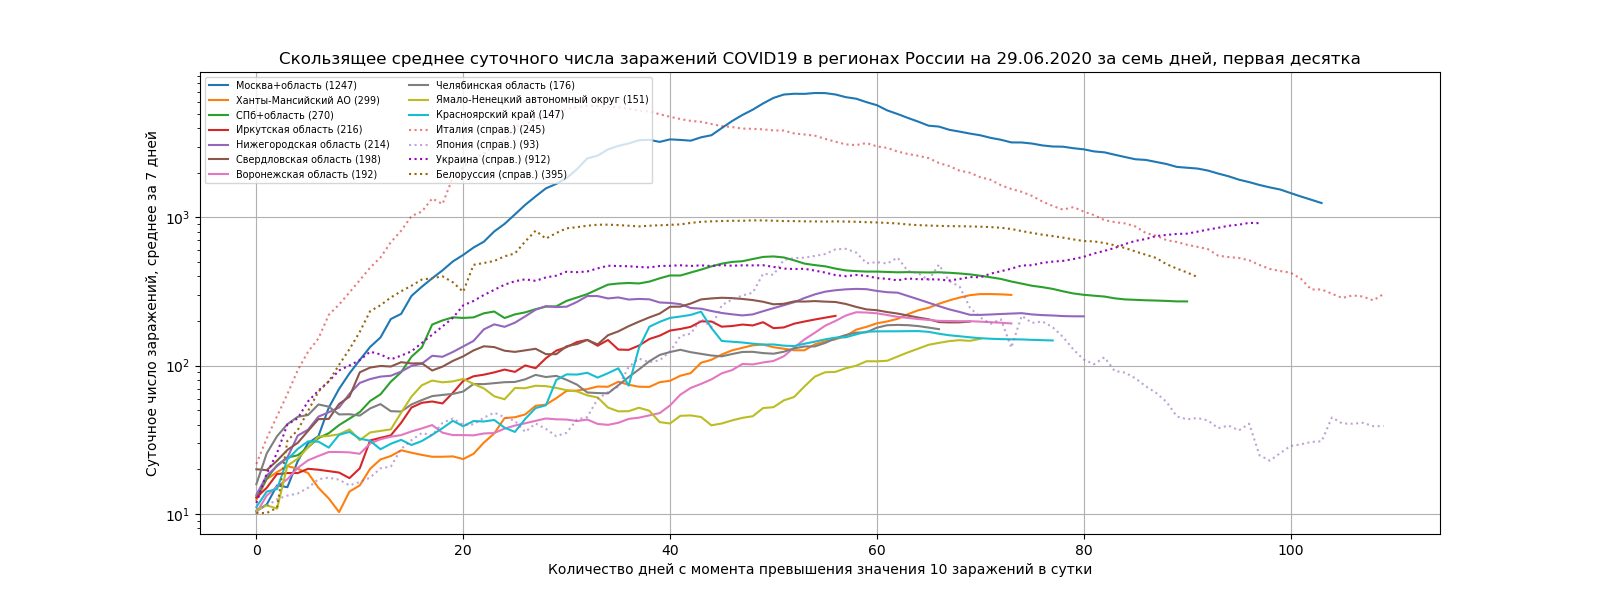 Скользящее среднее суточного числа заражений COVID19 в регионах России на 29.06.2020 за семь дней, первая десятка
Москва+область (1247)
Ханты-Мансийский АО (299)
СПб+область (270)
Иркутская область (216)
Нижегородская область (214)
Свердловская область (198)
Воронежская область (192)
Челябинская область (176)
Ямало-Ненецкий автономный округ (151)
Красноярский край (147)
Италия (справ.) (245)
Япония (справ.) (93)
Украина (справ.) (912)
Белоруссия (справ.) (395)
Суточное число заражений, среднее за 7 дней
10³
10²
10¹
0 20 40 60 80 100
Количество дней с момента превышения значения 10 заражений в сутки